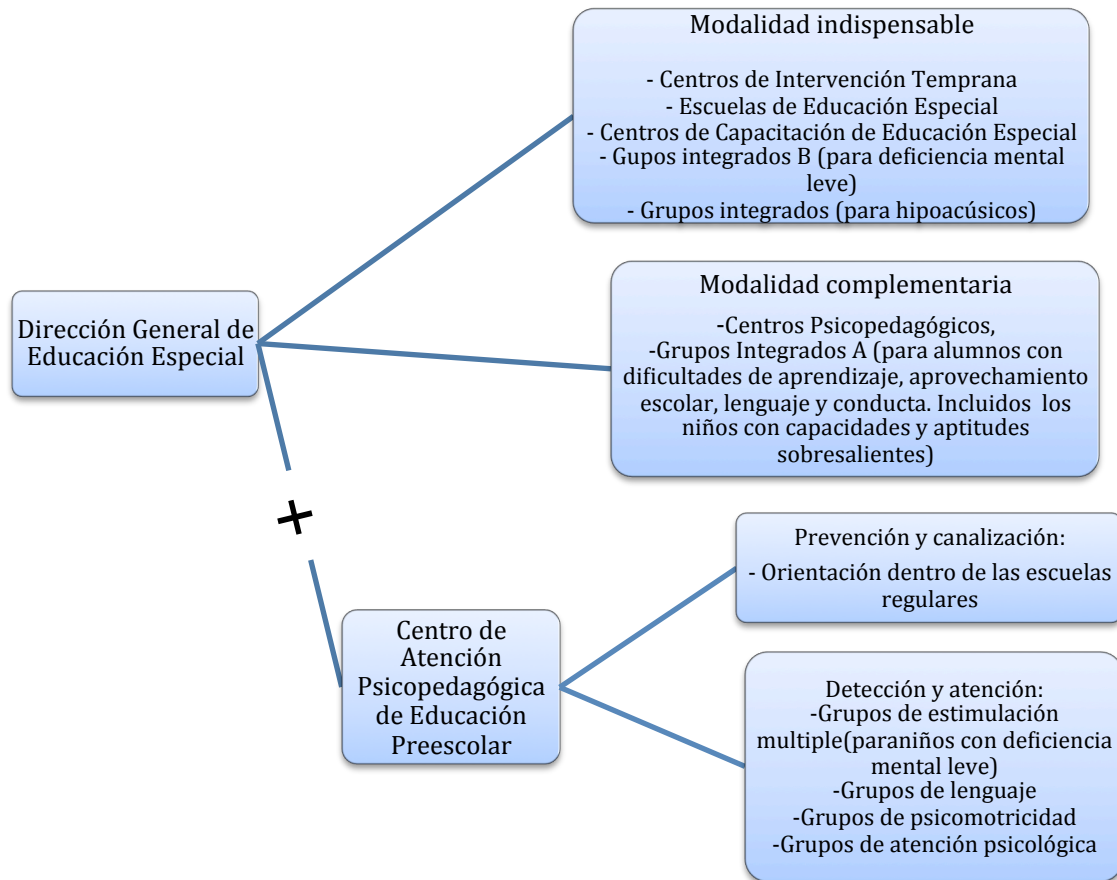 Modalidad indispensable
- Centros de Intervención Temprana
- Escuelas de Educación Especial
- Centros de Capacitación de Educación Especial
- Gupos integrados B (para deficiencia mental
leve)
- Grupos integrados (para hipoacúsicos)
Dirección General de
Educación Especial
Modalidad complementaria
-Centros Psicopedagógicos,
-Grupos Integrados A (para alumnos con
dificultades de aprendizaje, aprovechamiento
escolar, lenguaje y conducta. Incluidos los
niños con capacidades y aptitudes
sobresalientes)
+
Centro de
Atención
Psicopedagógica
de Educación
Preescolar
Prevención y canalización:
- Orientación dentro de las escuelas
regulares
Detección y atención:
-Grupos de estimulación
multiple(paraniños con deficiencia
mental leve)
-Grupos de lenguaje
-Grupos de psicomotricidad
-Grupos de atención psicológica